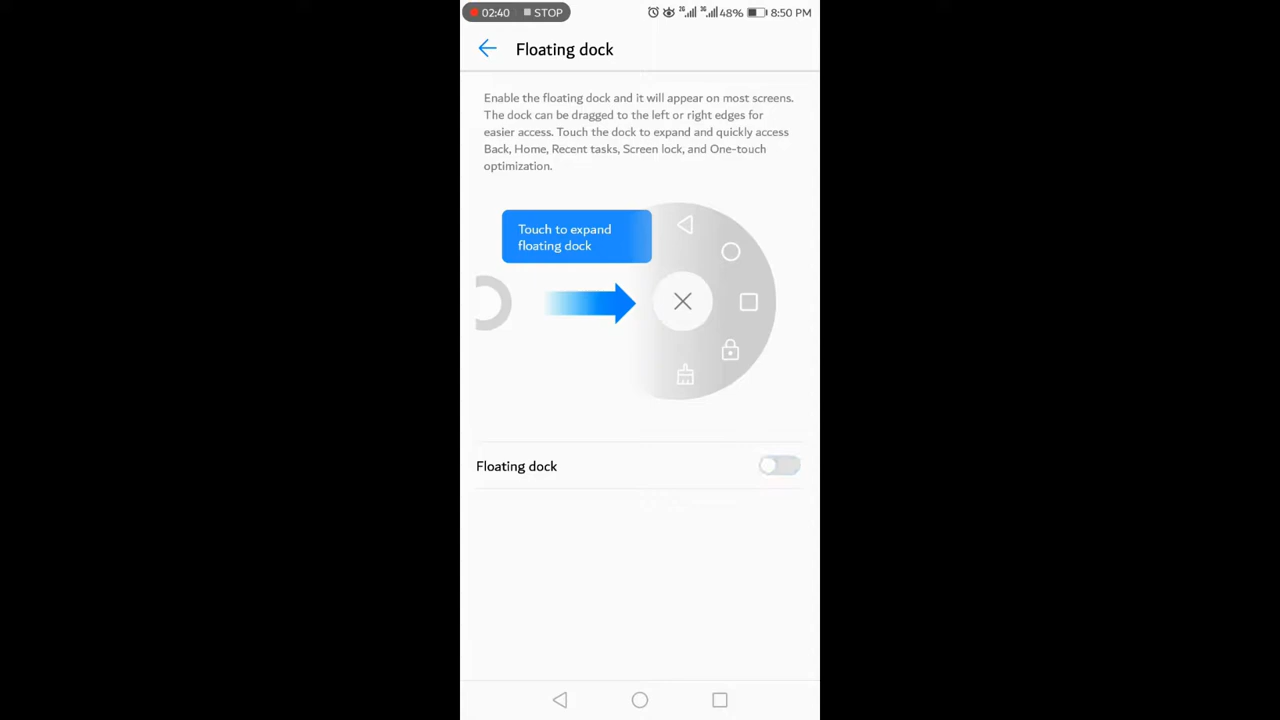 02:40 STOP 2G 3G 48% 8:50 PM
Floating dock
Enable the floating dock and it will appear on most screens.
The dock can be dragged to the left or right edges for
easier access. Touch the dock to expand and quickly access
Back, Home, Recent tasks, Screen lock, and One-touch
optimization.
Touch to expand
floating dock
Floating dock